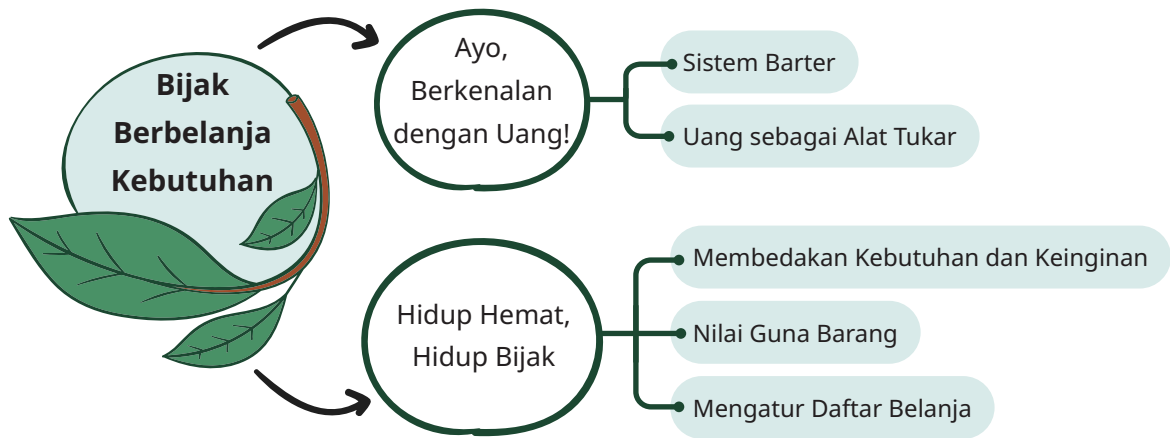 Bijak
Berbelanja
Kebutuhan
Ayo,
Berkenalan
dengan Uang!
Sistem Barter
Uang sebagai Alat Tukar
Hidup Hemat,
Hidup Bijak
Membedakan Kebutuhan dan Keinginan
Nilai Guna Barang
Mengatur Daftar Belanja